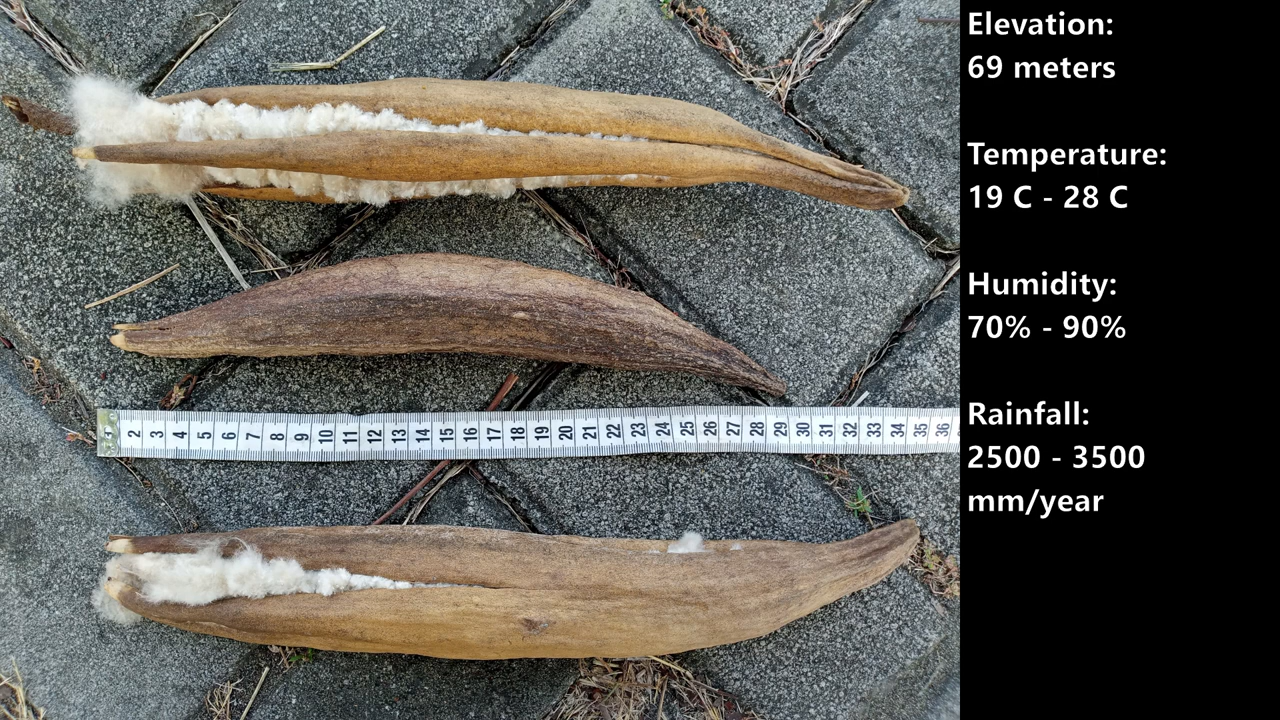 Elevation:
69 meters
Temperature:
19 C - 28 C
Humidity:
70% - 90%
Rainfall:
2500 - 3500
mm/year
1 2 3 4 5 6 7 8 9 10 11 12 13 14 15 16 17 18 19 20 21 22 23 24 25 26 27 28 29 30 31 32 33 34 35 36